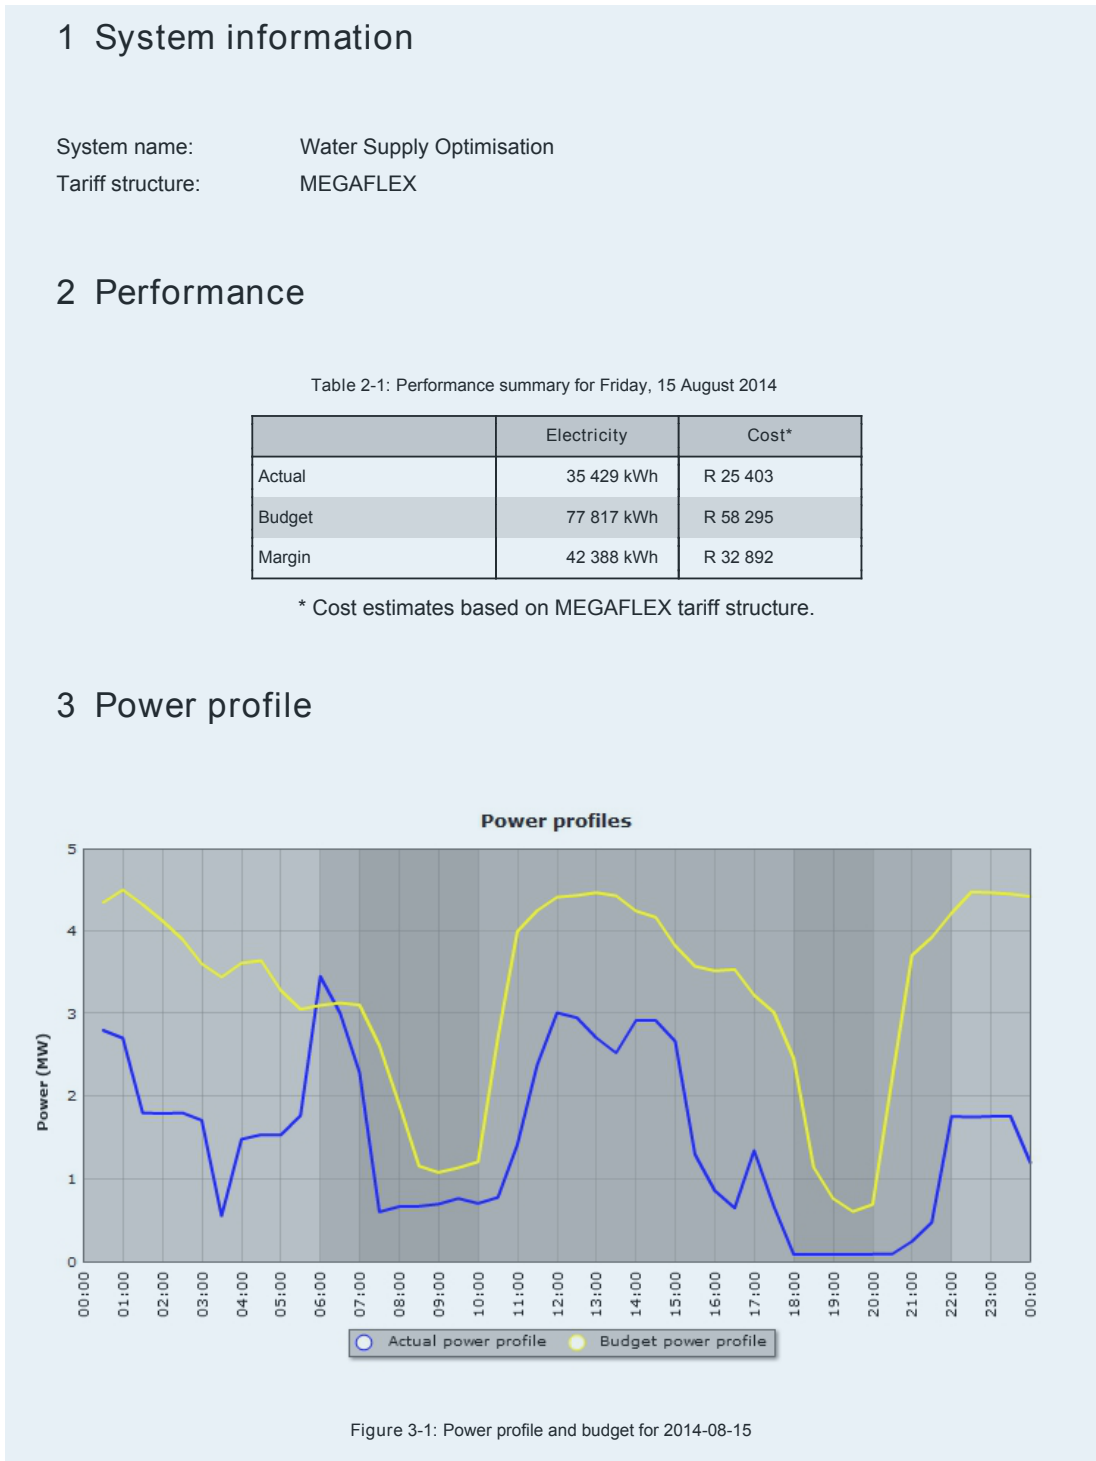 1 System information
System name: Water Supply Optimisation
Tariff structure: MEGAFLEX
2 Performance
Table 2-1: Performance summary for Friday, 15 August 2014
Electricity Cost*
Actual 35 429 kWh R 25 403
Budget 77 817 kWh R 58 295
Margin 42 388 kWh R 32 892
* Cost estimates based on MEGAFLEX tariff structure.
3 Power profile
Power profiles
Power (MW)
5
4
3
2
1
0
00:00 01:00 02:00 03:00 04:00 05:00 06:00 07:00 08:00 09:00 10:00 11:00 12:00 13:00 14:00 15:00 16:00 17:00 18:00 19:00 20:00 21:00 22:00 23:00 00:00
Actual power profile Budget power profile
Figure 3-1: Power profile and budget for 2014-08-15